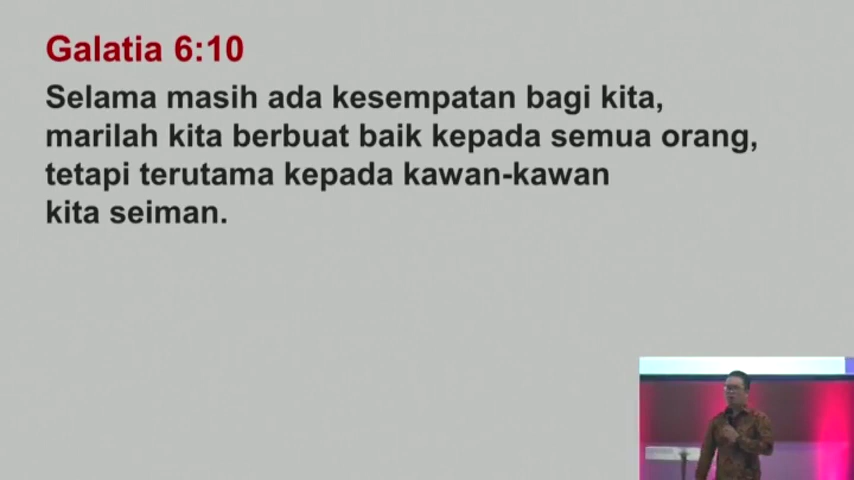 Galatia 6:10
Selama masih ada kesempatan bagi kita,
marilah kita berbuat baik kepada semua orang,
tetapi terutama kepada kawan-kawan
kita seiman.